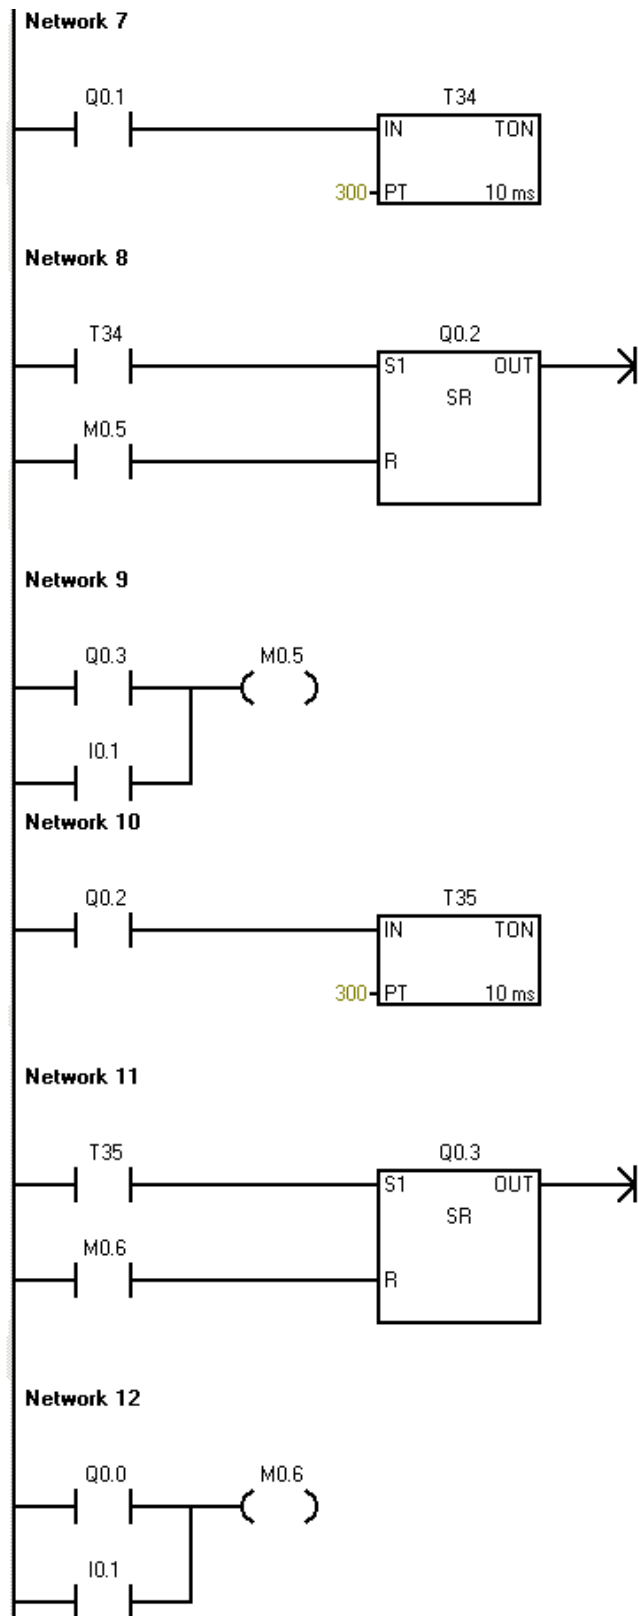 Network 7
Q0.1 T34
IN TON
300 PT 10 ms
Network 8
T34 Q0.2
S1 OUT
SR
M0.5
R
Network 9
Q0.3 M0.5
I0.1
Network 10
Q0.2 T35
IN TON
300 PT 10 ms
Network 11
T35 Q0.3
S1 OUT
SR
M0.6
R
Network 12
Q0.0 M0.6
I0.1